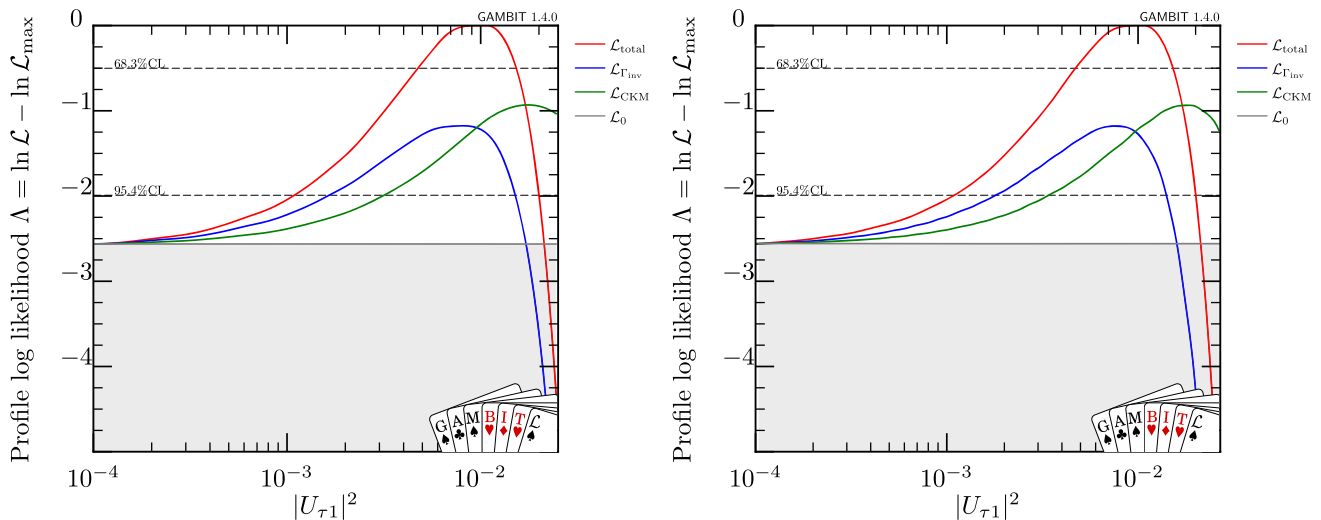 GAMBIT 1.4.0
0
−1
−2
−3
−4
Profile log likelihood Λ = ln ℒ − ln ℒmax
68.3%CL
95.4%CL
ℒtotal
ℒΓinv
ℒCKM
ℒ0
G A M B I T ℒ
10−4
10−3
10−2
|Uτ1|2
GAMBIT 1.4.0
0
−1
−2
−3
−4
Profile log likelihood Λ = ln ℒ − ln ℒmax
68.3%CL
95.4%CL
ℒtotal
ℒΓinv
ℒCKM
ℒ0
G A M B I T ℒ
10−4
10−3
10−2
|Uτ1|2